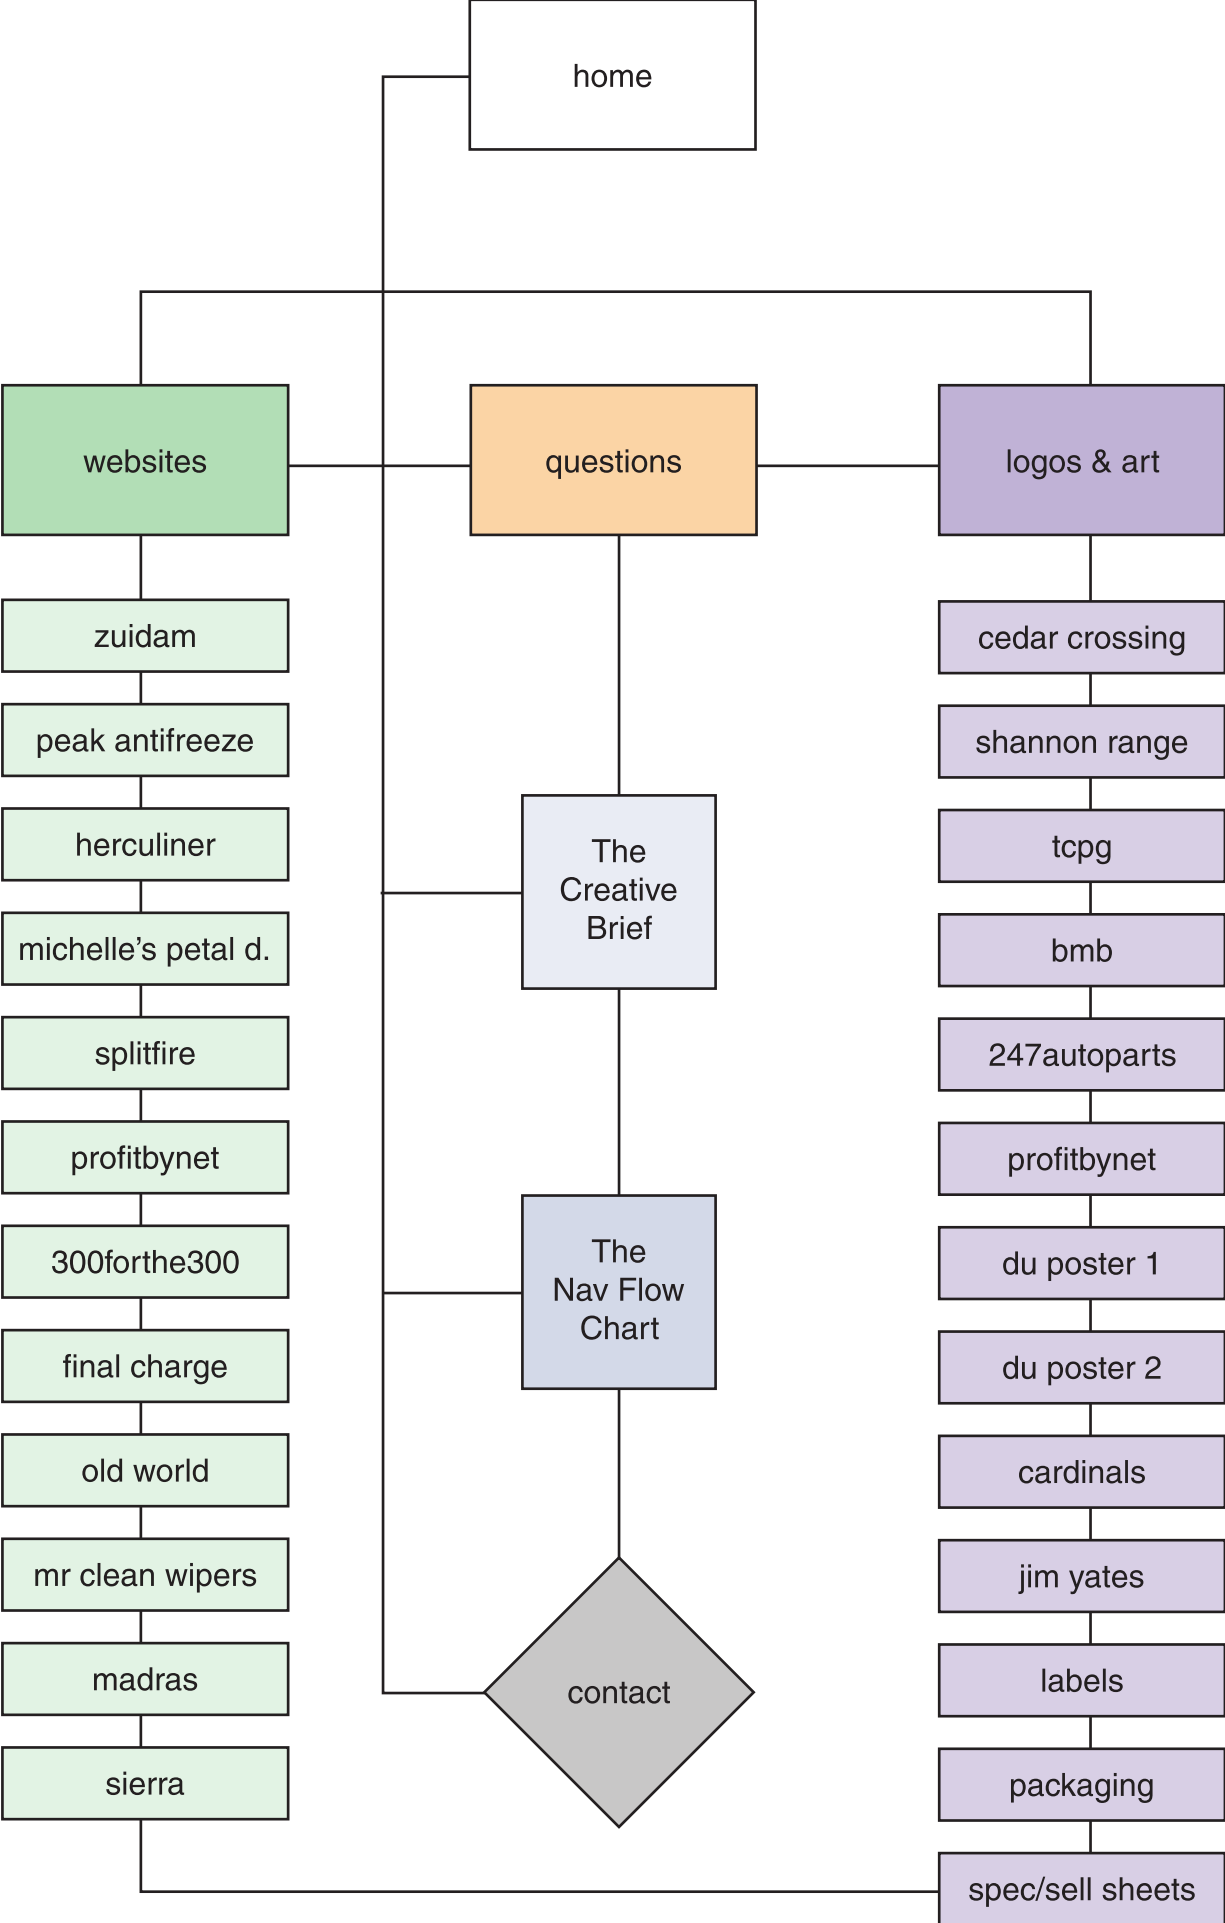 home
websites
questions
logos & art
zuidam
peak antifreeze
herculiner
michelle’s petal d.
splitfire
profitbynet
300forthe300
final charge
old world
mr clean wipers
madras
sierra
The
Creative
Brief
The
Nav Flow
Chart
contact
cedar crossing
shannon range
tcpg
bmb
247autoparts
profitbynet
du poster 1
du poster 2
cardinals
jim yates
labels
packaging
spec/sell sheets